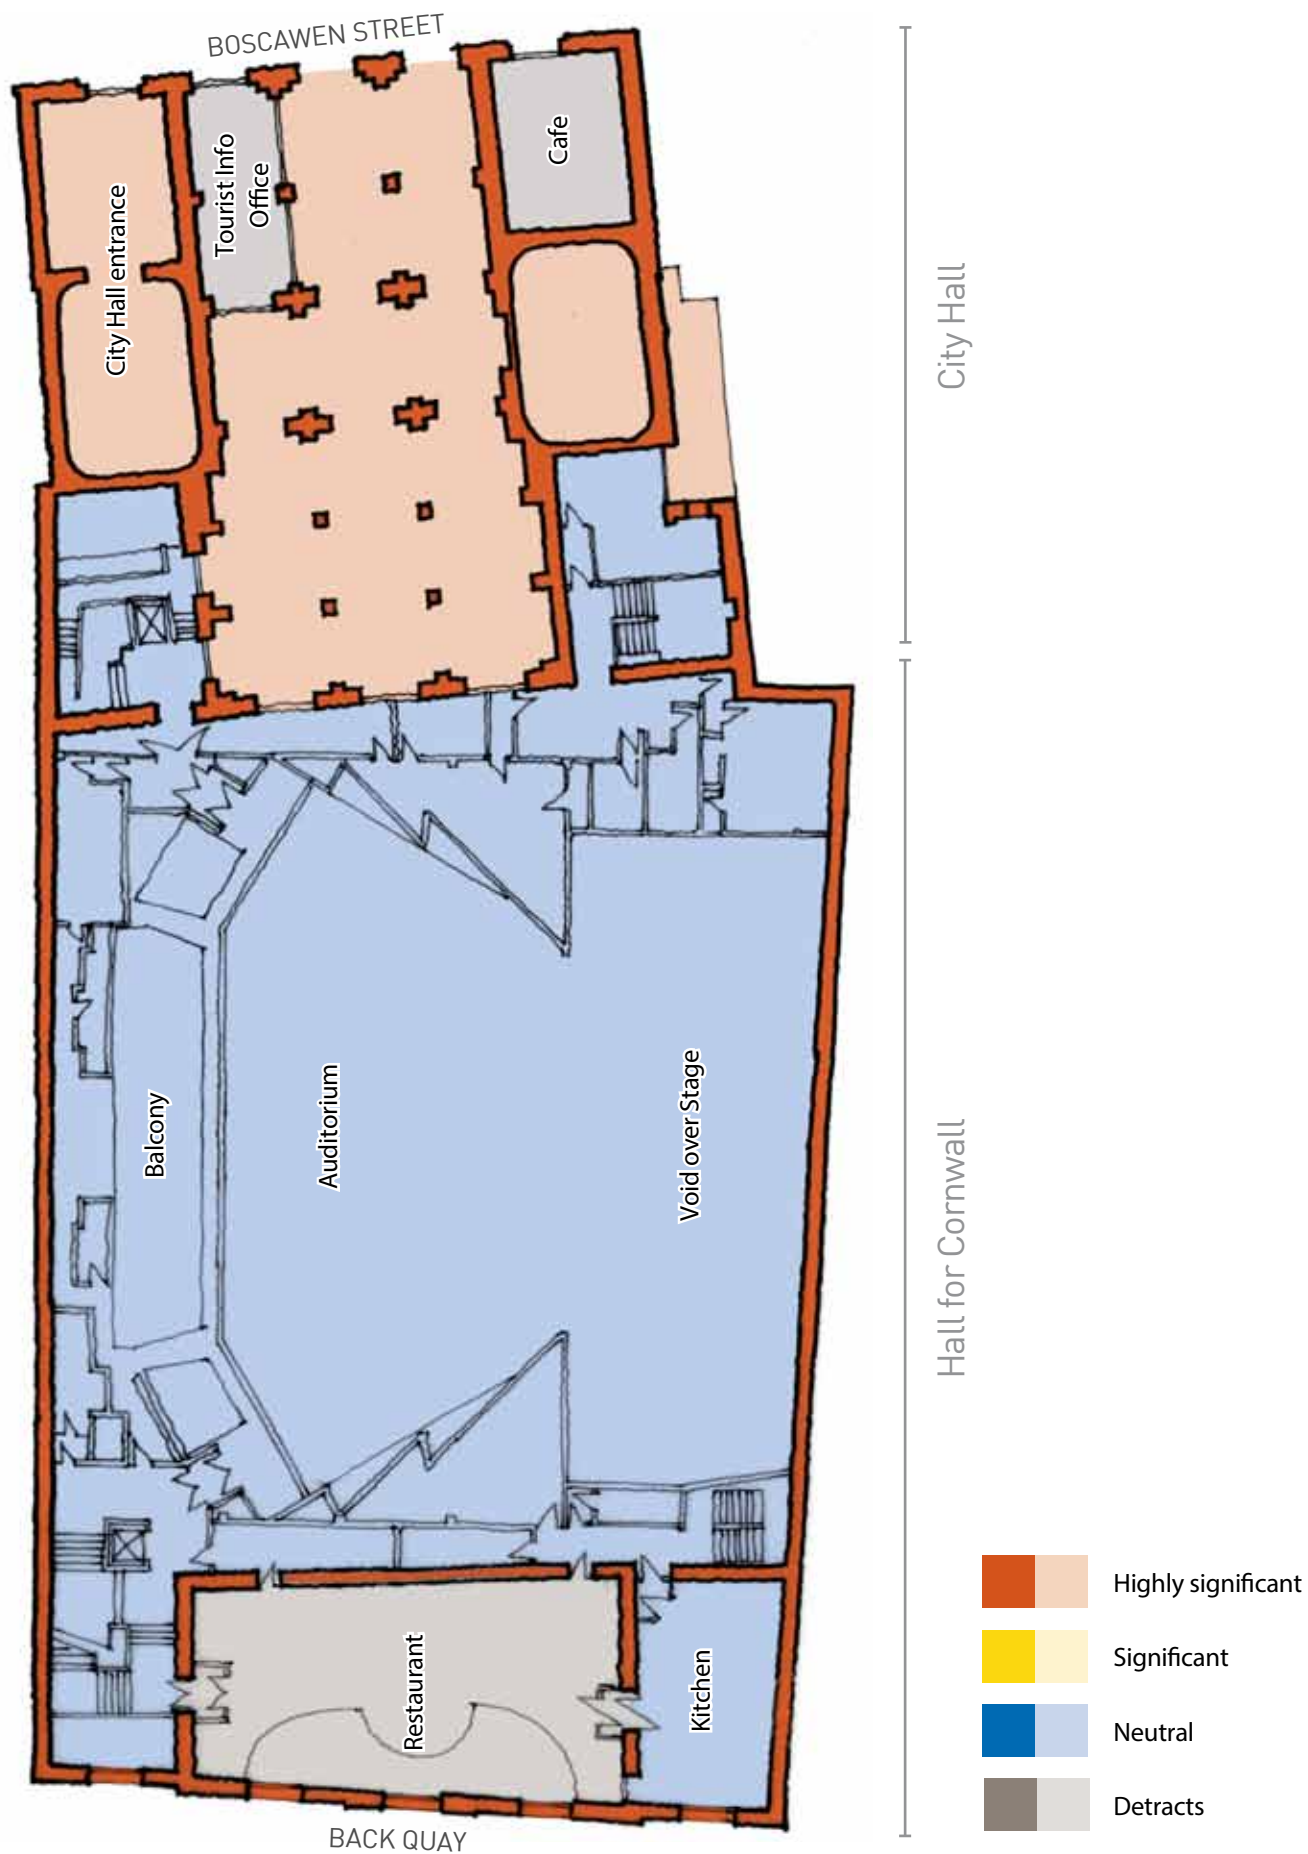 BOSCAWEN STREET
City Hall entrance
Tourist Info
Office
Cafe
City Hall
Balcony
Auditorium
Void over Stage
Hall for Cornwall
Restaurant
Kitchen
BACK QUAY
Highly significant
Significant
Neutral
Detracts